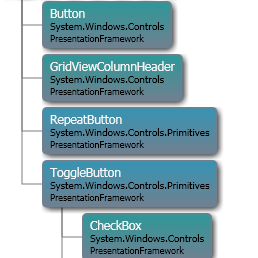 Button
System.Windows.Controls
PresentationFramework
GridViewColumnHeader
System.Windows.Controls
PresentationFramework
RepeatButton
System.Windows.Controls.Primitives
PresentationFramework
ToggleButton
System.Windows.Controls.Primitives
PresentationFramework
CheckBox
System.Windows.Controls
PresentationFramework